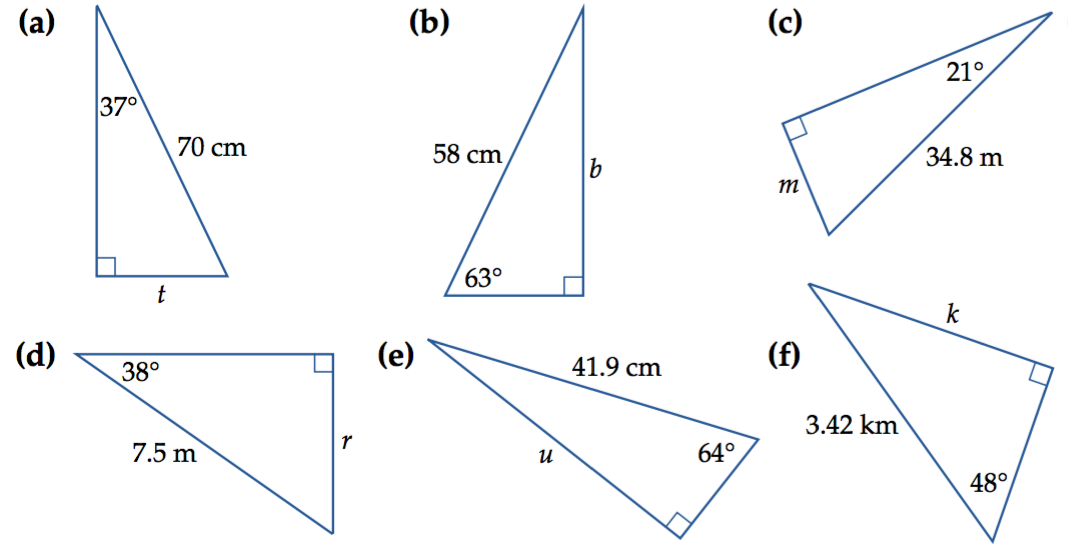 (a)
37°
70 cm
t
(b)
58 cm
b
63°
(c)
21°
34.8 m
m
(d)
38°
7.5 m
r
(e)
41.9 cm
u
64°
(f)
k
3.42 km
48°